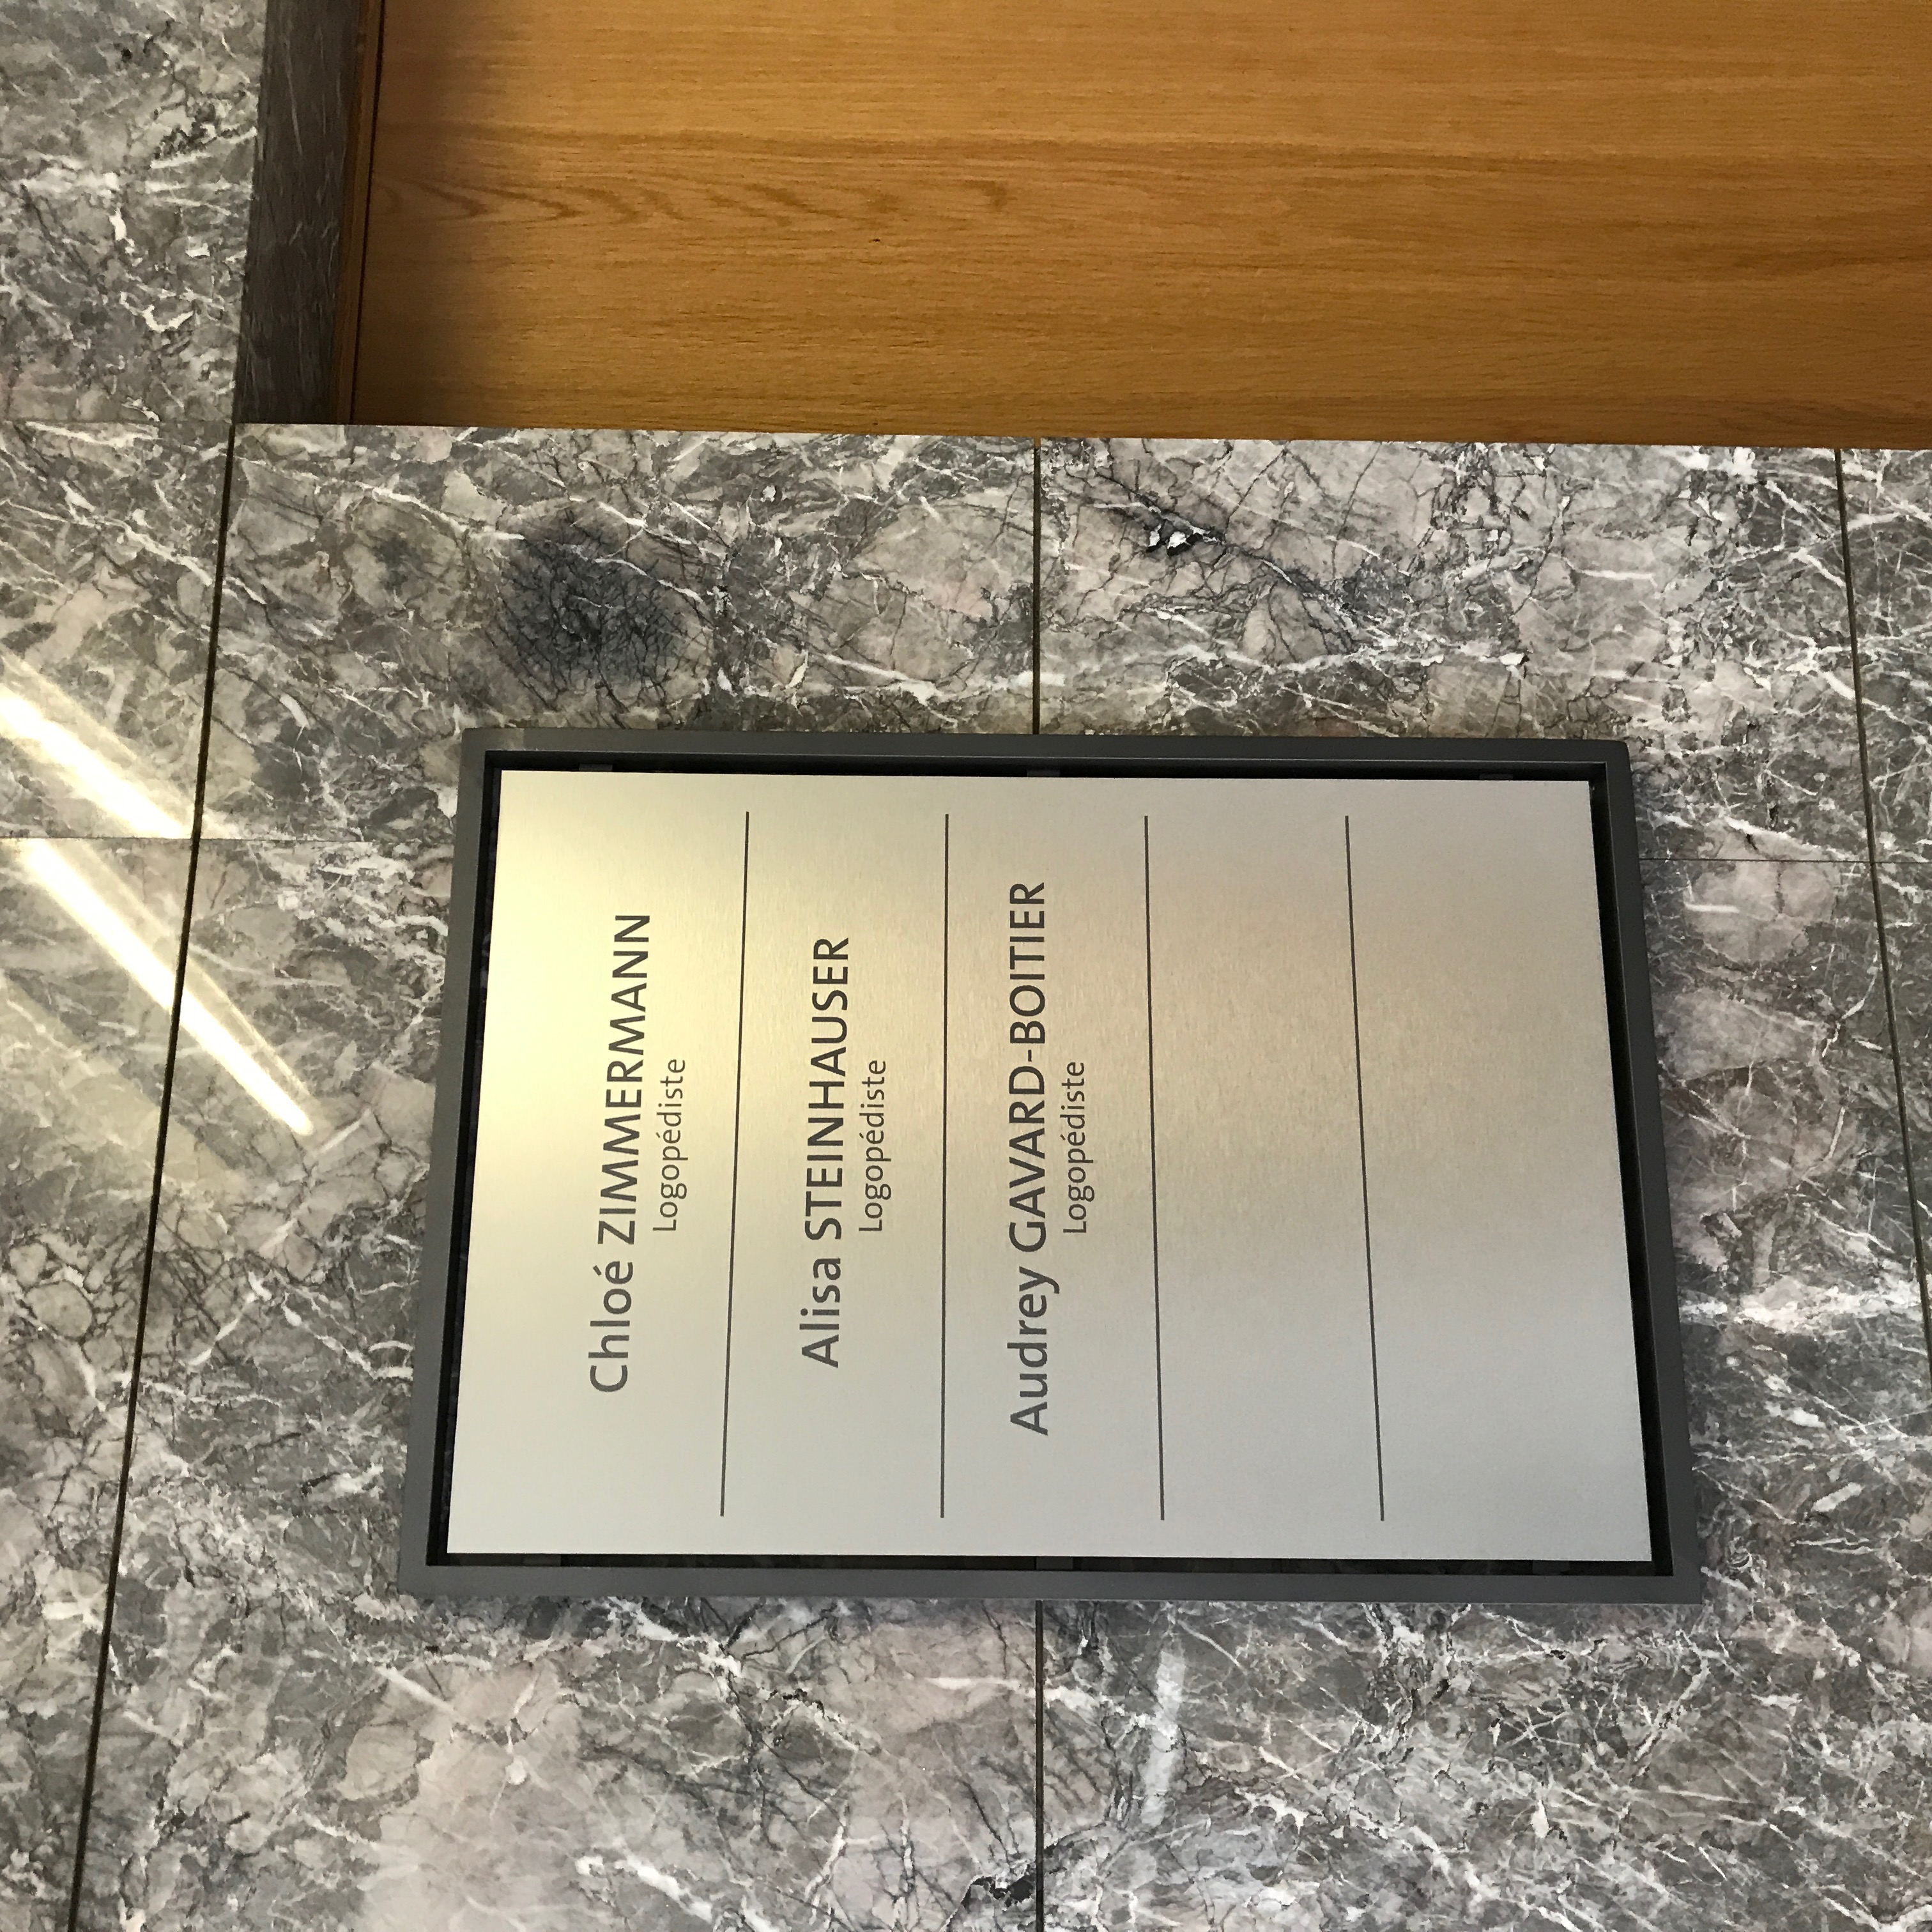 Chloé ZIMMERMANN
Logopédiste
Alisa STEINHAUSER
Logopédiste
Audrey GAVARD-BOITIER
Logopédiste